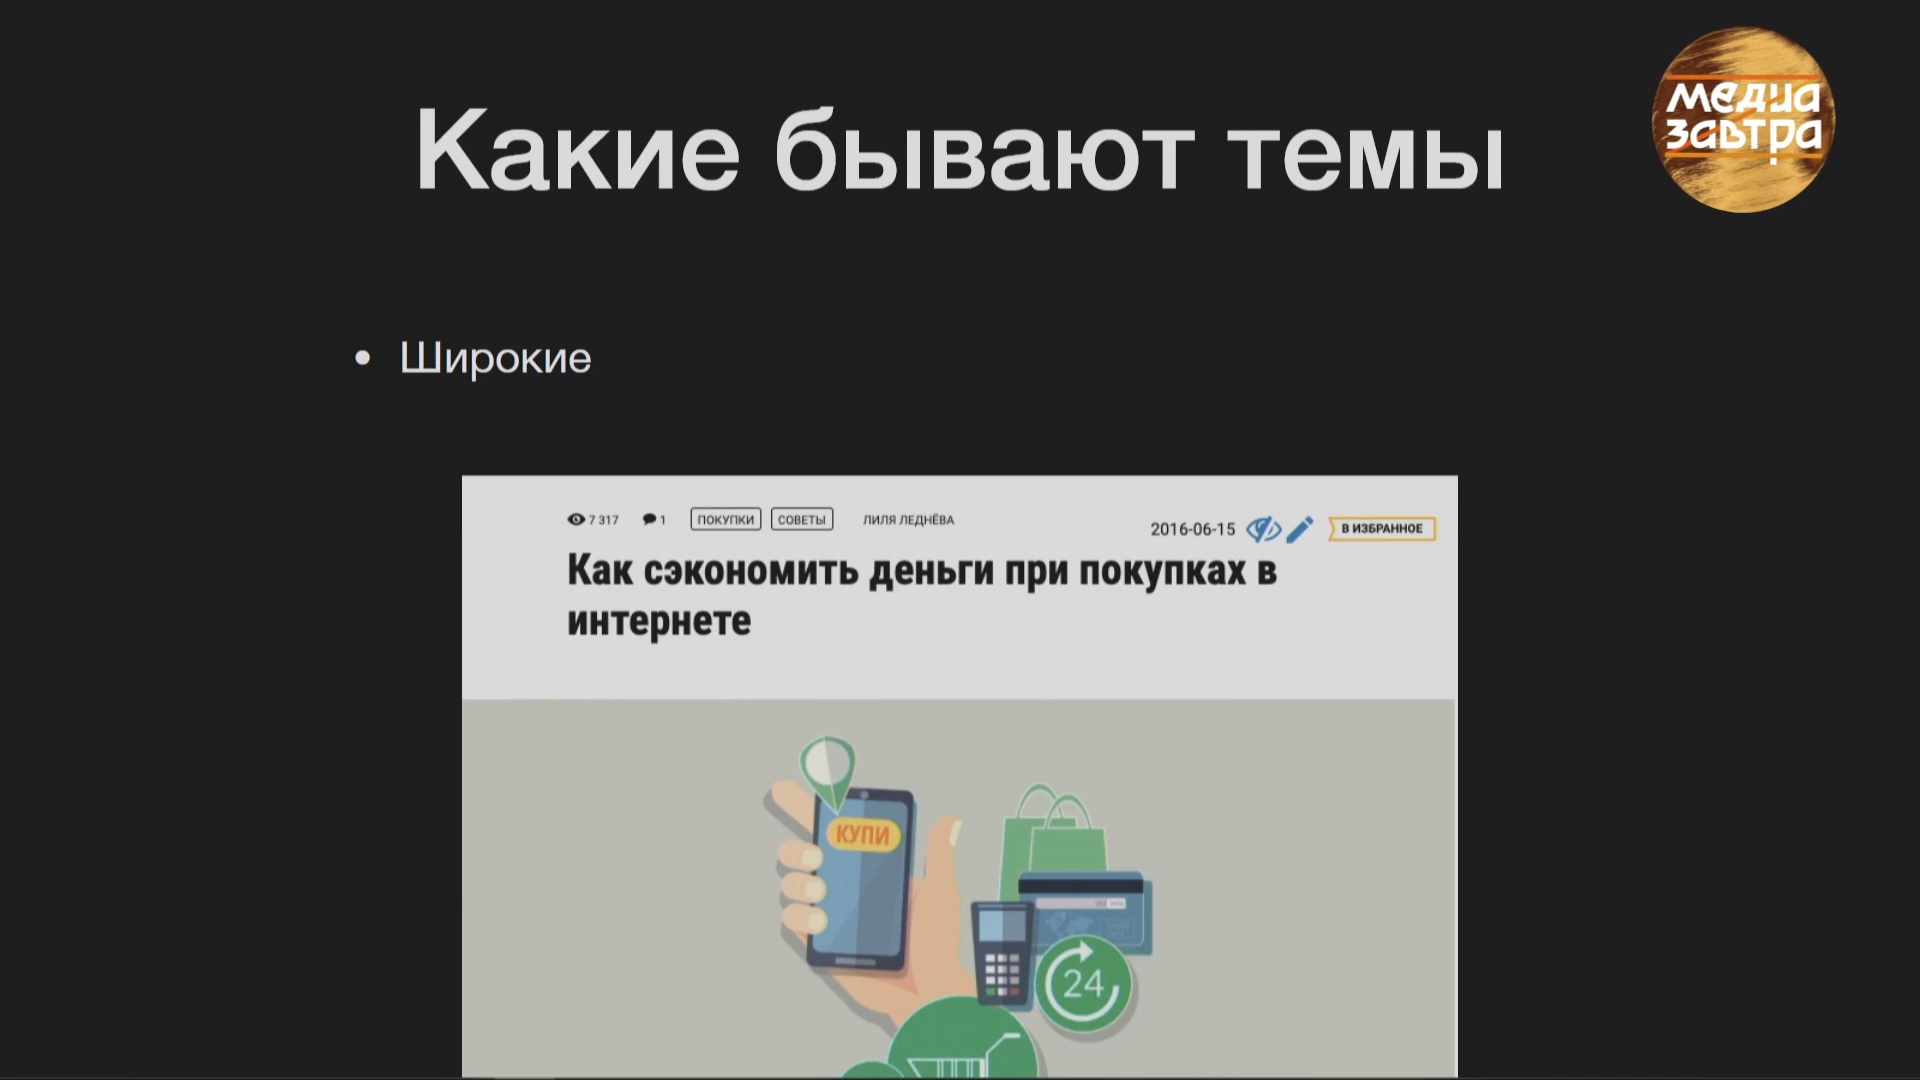 медиа
завтра
Какие бывают темы
• Широкие
7 317 1 ПОКУПКИ СОВЕТЫ ЛИЛЯ ЛЕДНЁВА 2016-06-15 В ИЗБРАННОЕ
Как сэкономить деньги при покупках в
интернете
КУПИ
24